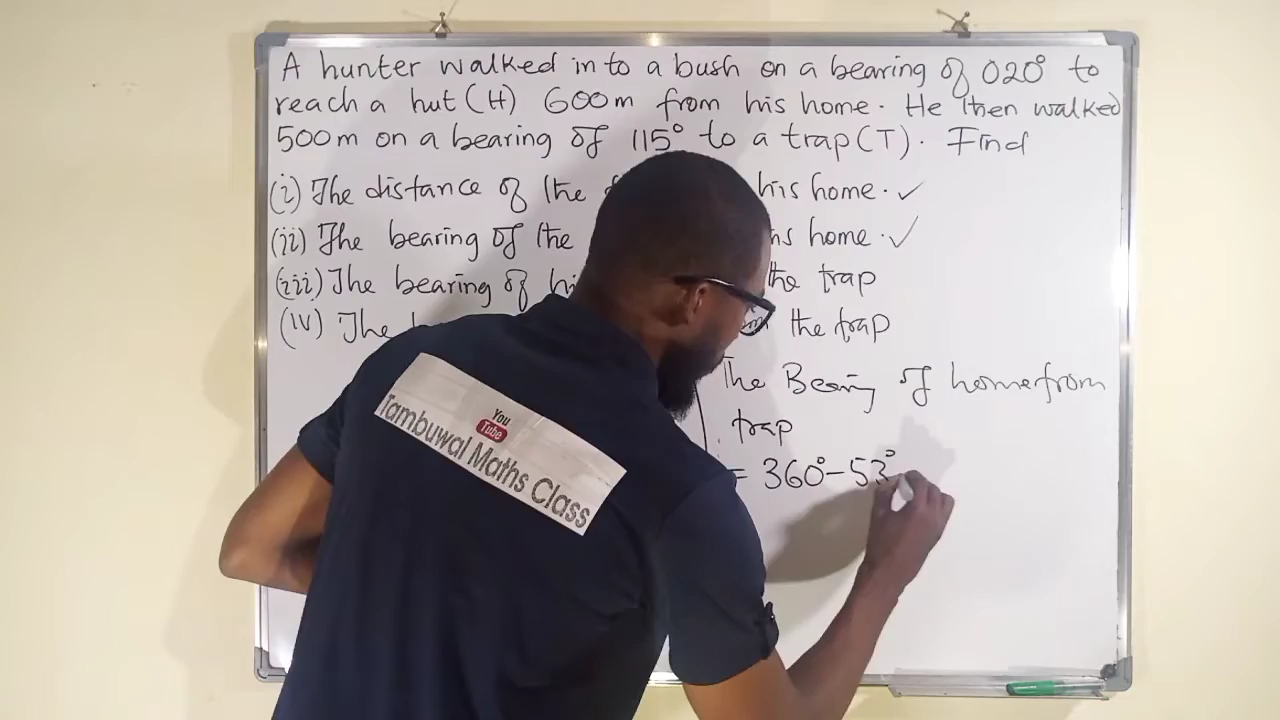 A hunter walked into a bush on a bearing of 020° to
reach a hut (H) 600m from his home. He then walked
500m on a bearing of 115° to a trap (T). Find
(i) The distance of the his home. ✓
(ii) The bearing of the home. ✓
(iii) The bearing of the trap
(iv) The the trap
The Bearing of home from
trap
= 360° - 53°
You
Tube
Tambuwal Maths Class